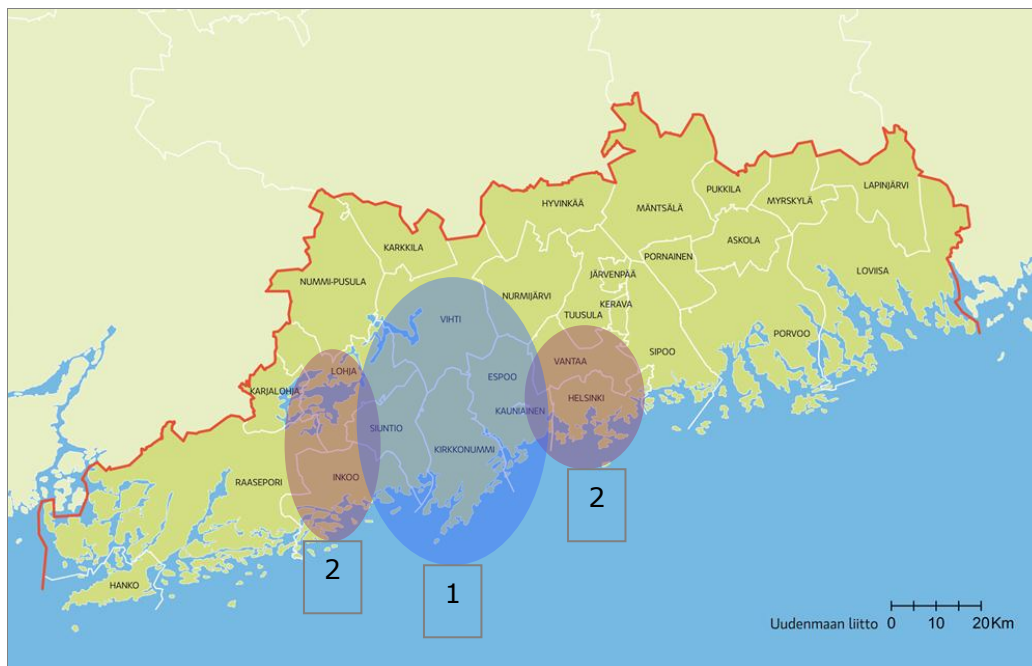 LAPINJÄRVI
PUKKILA
MYRSKYLÄ
HYVINKÄÄ
MÄNTSÄLÄ
ASKOLA
KARKKILA
PORNAINEN
JÄRVENPÄÄ
LOVIISA
NUMMI-PUSULA
NURMIJÄRVI
KERAVA
TUUSULA
VIHTI
PORVOO
SIPOO
VANTAA
LOHJA
ESPOO
KARJALOHJA
HELSINKI
KAUNIAINEN
SIUNTIO
KIRKKONUMMI
INKOO
RAASEPORI
2
2
HANKO
1
Uudenmaan liitto 0 10 20Km